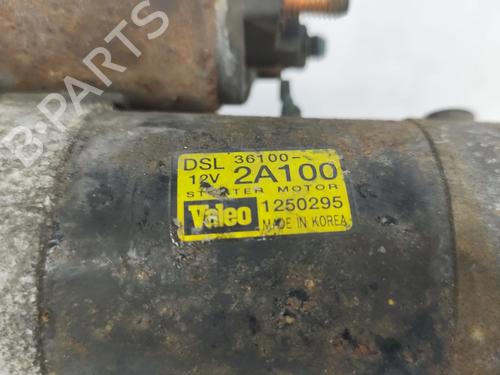 B-PARTS
DSL 36100-
12V 2A100
STARTER MOTOR
Valeo 1250295
MADE IN KOREA